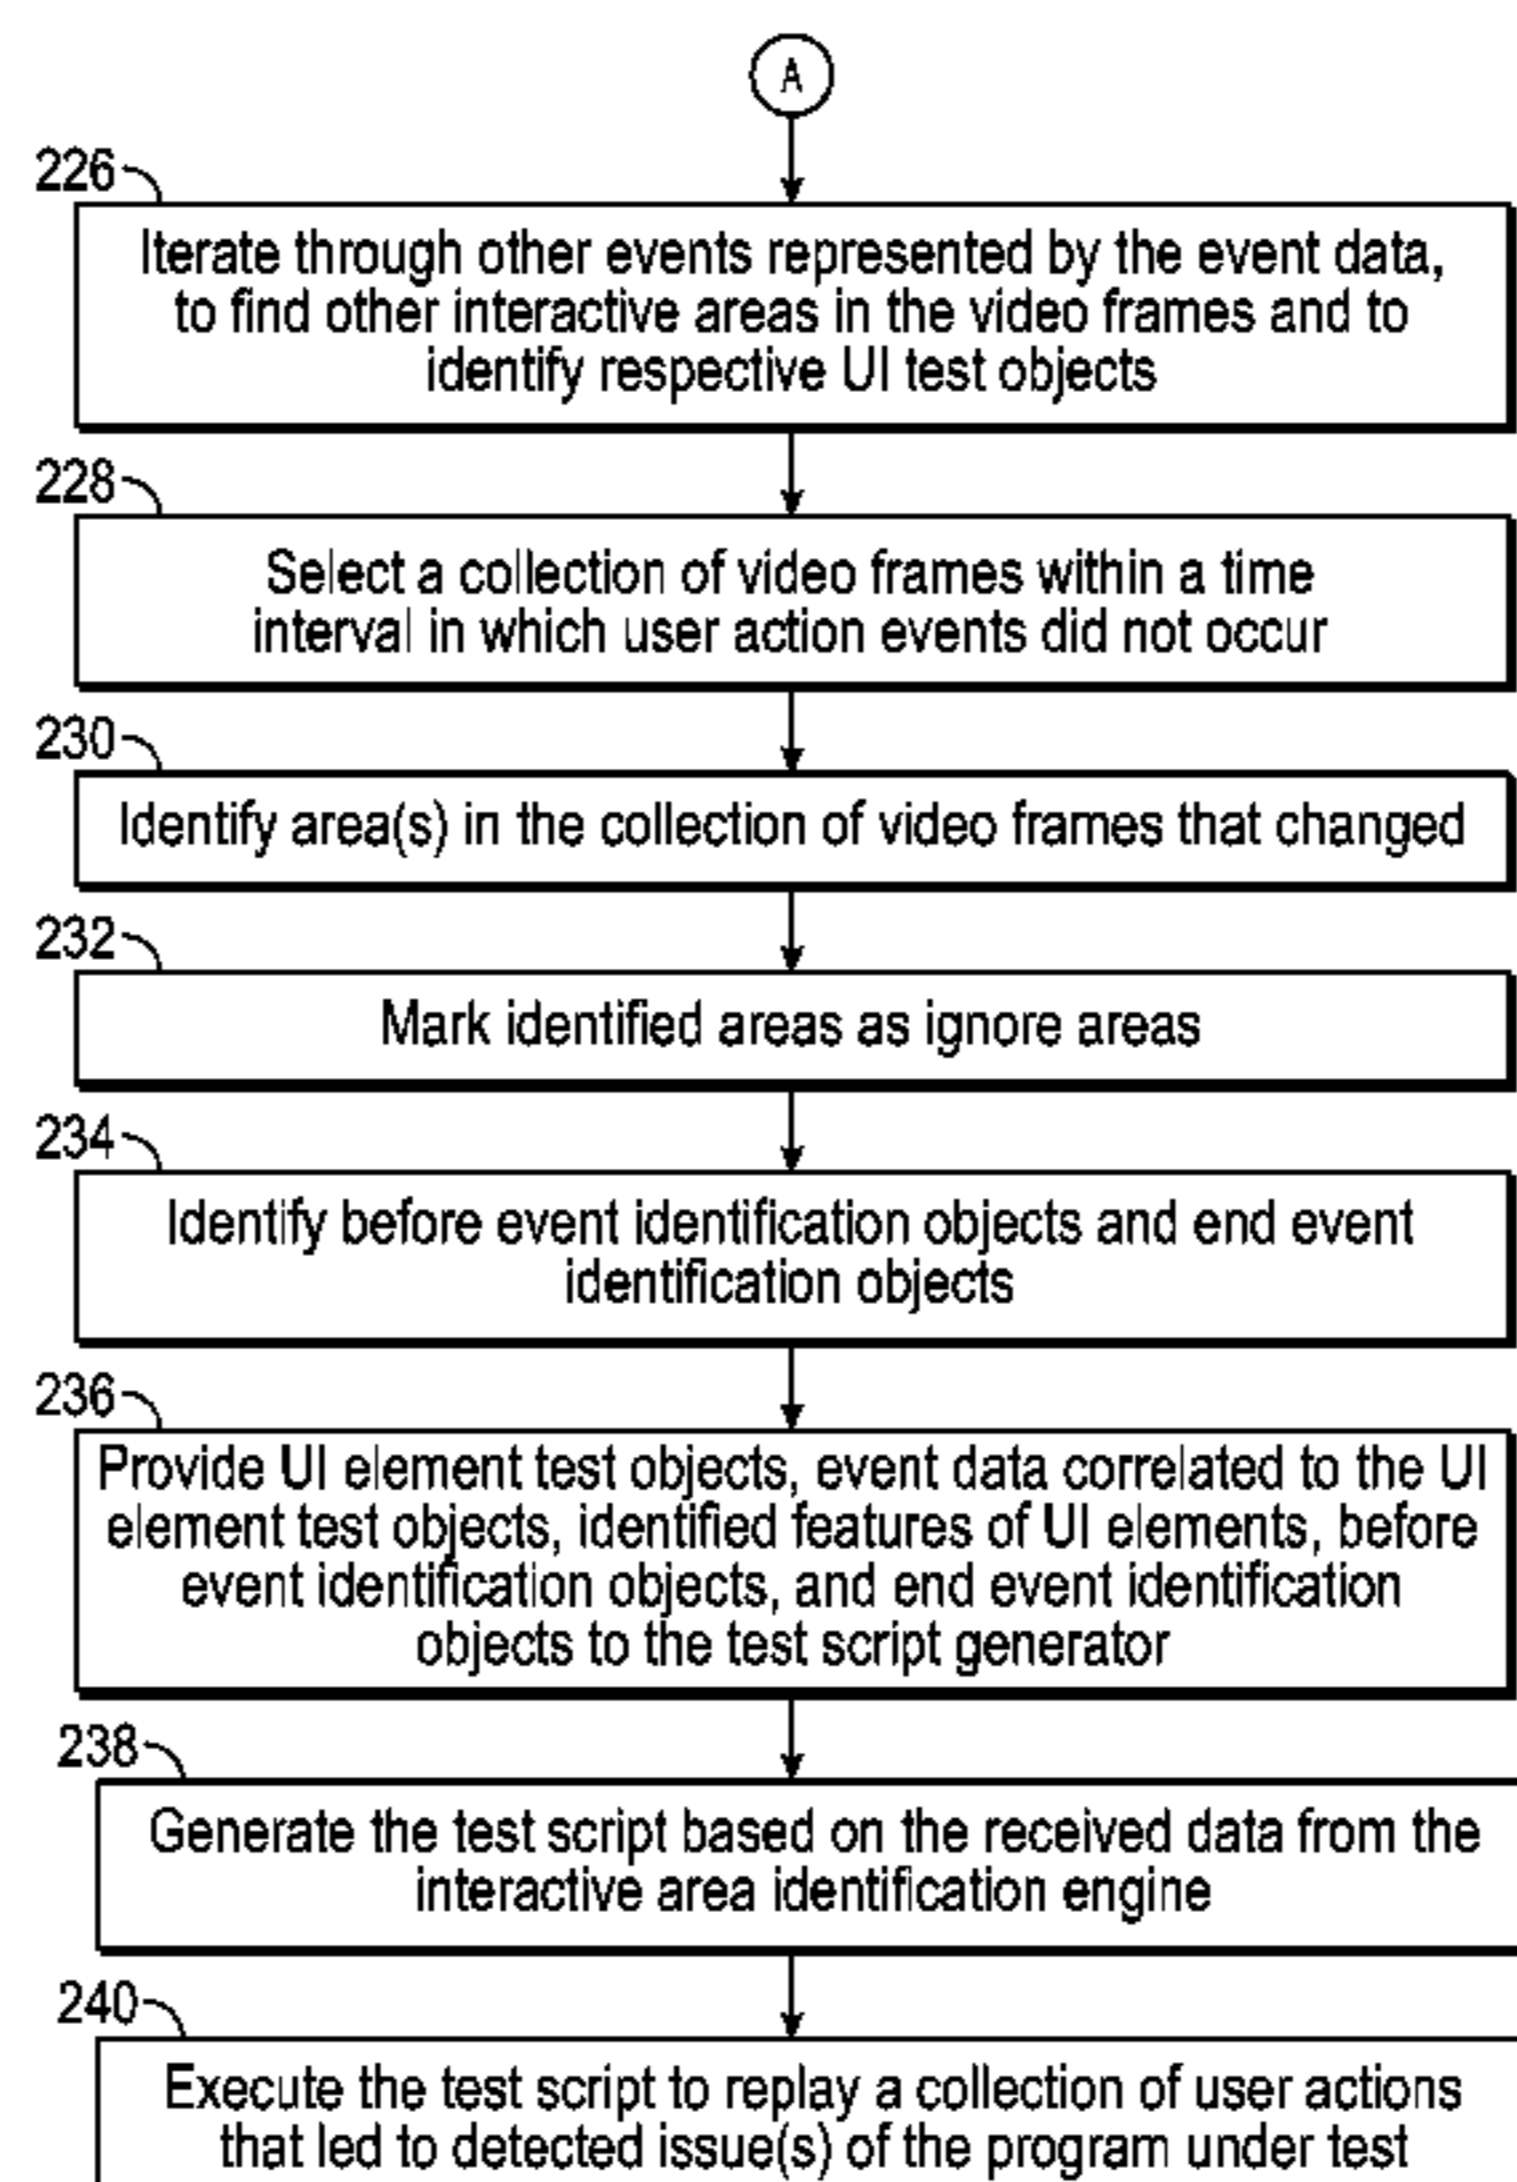 A
226
Iterate through other events represented by the event data,
to find other interactive areas in the video frames and to
identify respective UI test objects
228
Select a collection of video frames within a time
interval in which user action events did not occur
230
Identify area(s) in the collection of video frames that changed
232
Mark identified areas as ignore areas
234
Identify before event identification objects and end event
identification objects
236
Provide UI element test objects, event data correlated to the UI
element test objects, identified features of UI elements, before
event identification objects, and end event identification
objects to the test script generator
238
Generate the test script based on the received data from the
interactive area identification engine
240
Execute the test script to replay a collection of user actions
that led to detected issue(s) of the program under test